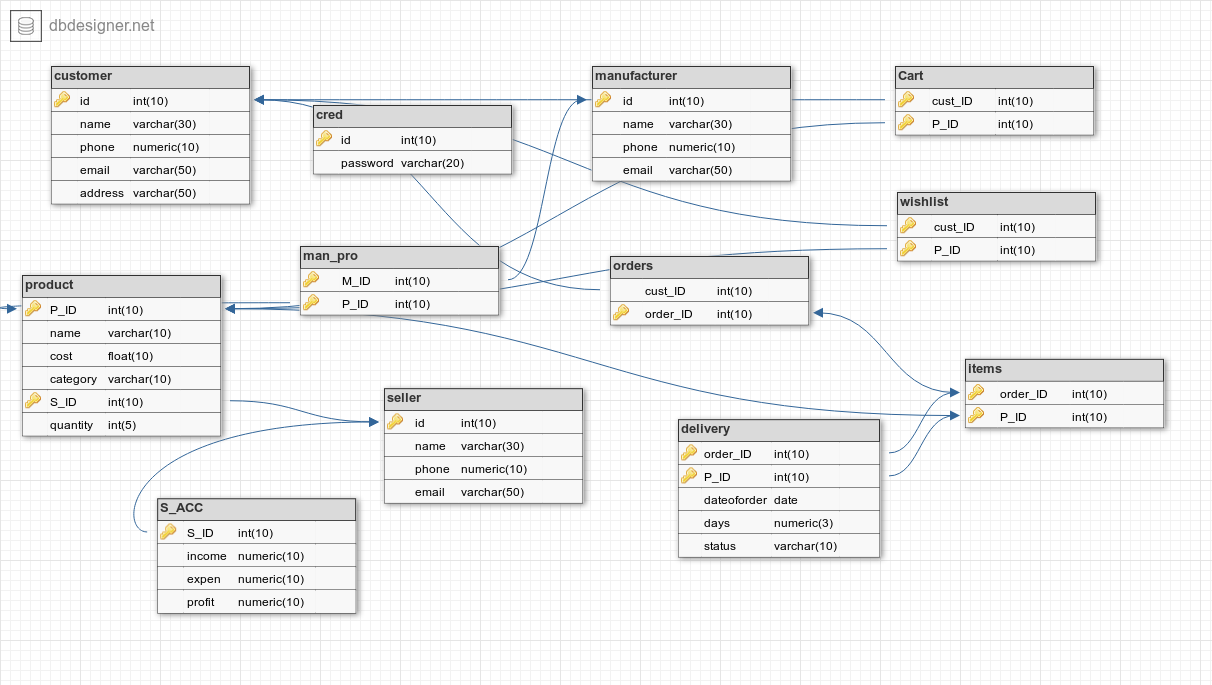 dbdesigner.net
customer
id int(10)
name varchar(30)
phone numeric(10)
email varchar(50)
address varchar(50)
cred
id int(10)
password varchar(20)
manufacturer
id int(10)
name varchar(30)
phone numeric(10)
email varchar(50)
Cart
cust_ID int(10)
P_ID int(10)
wishlist
cust_ID int(10)
P_ID int(10)
man_pro
M_ID int(10)
P_ID int(10)
orders
cust_ID int(10)
order_ID int(10)
product
P_ID int(10)
name varchar(10)
cost float(10)
category varchar(10)
S_ID int(10)
quantity int(5)
items
order_ID int(10)
P_ID int(10)
seller
id int(10)
name varchar(30)
phone numeric(10)
email varchar(50)
delivery
order_ID int(10)
P_ID int(10)
dateoforder date
days numeric(3)
status varchar(10)
S_ACC
S_ID int(10)
income numeric(10)
expen numeric(10)
profit numeric(10)